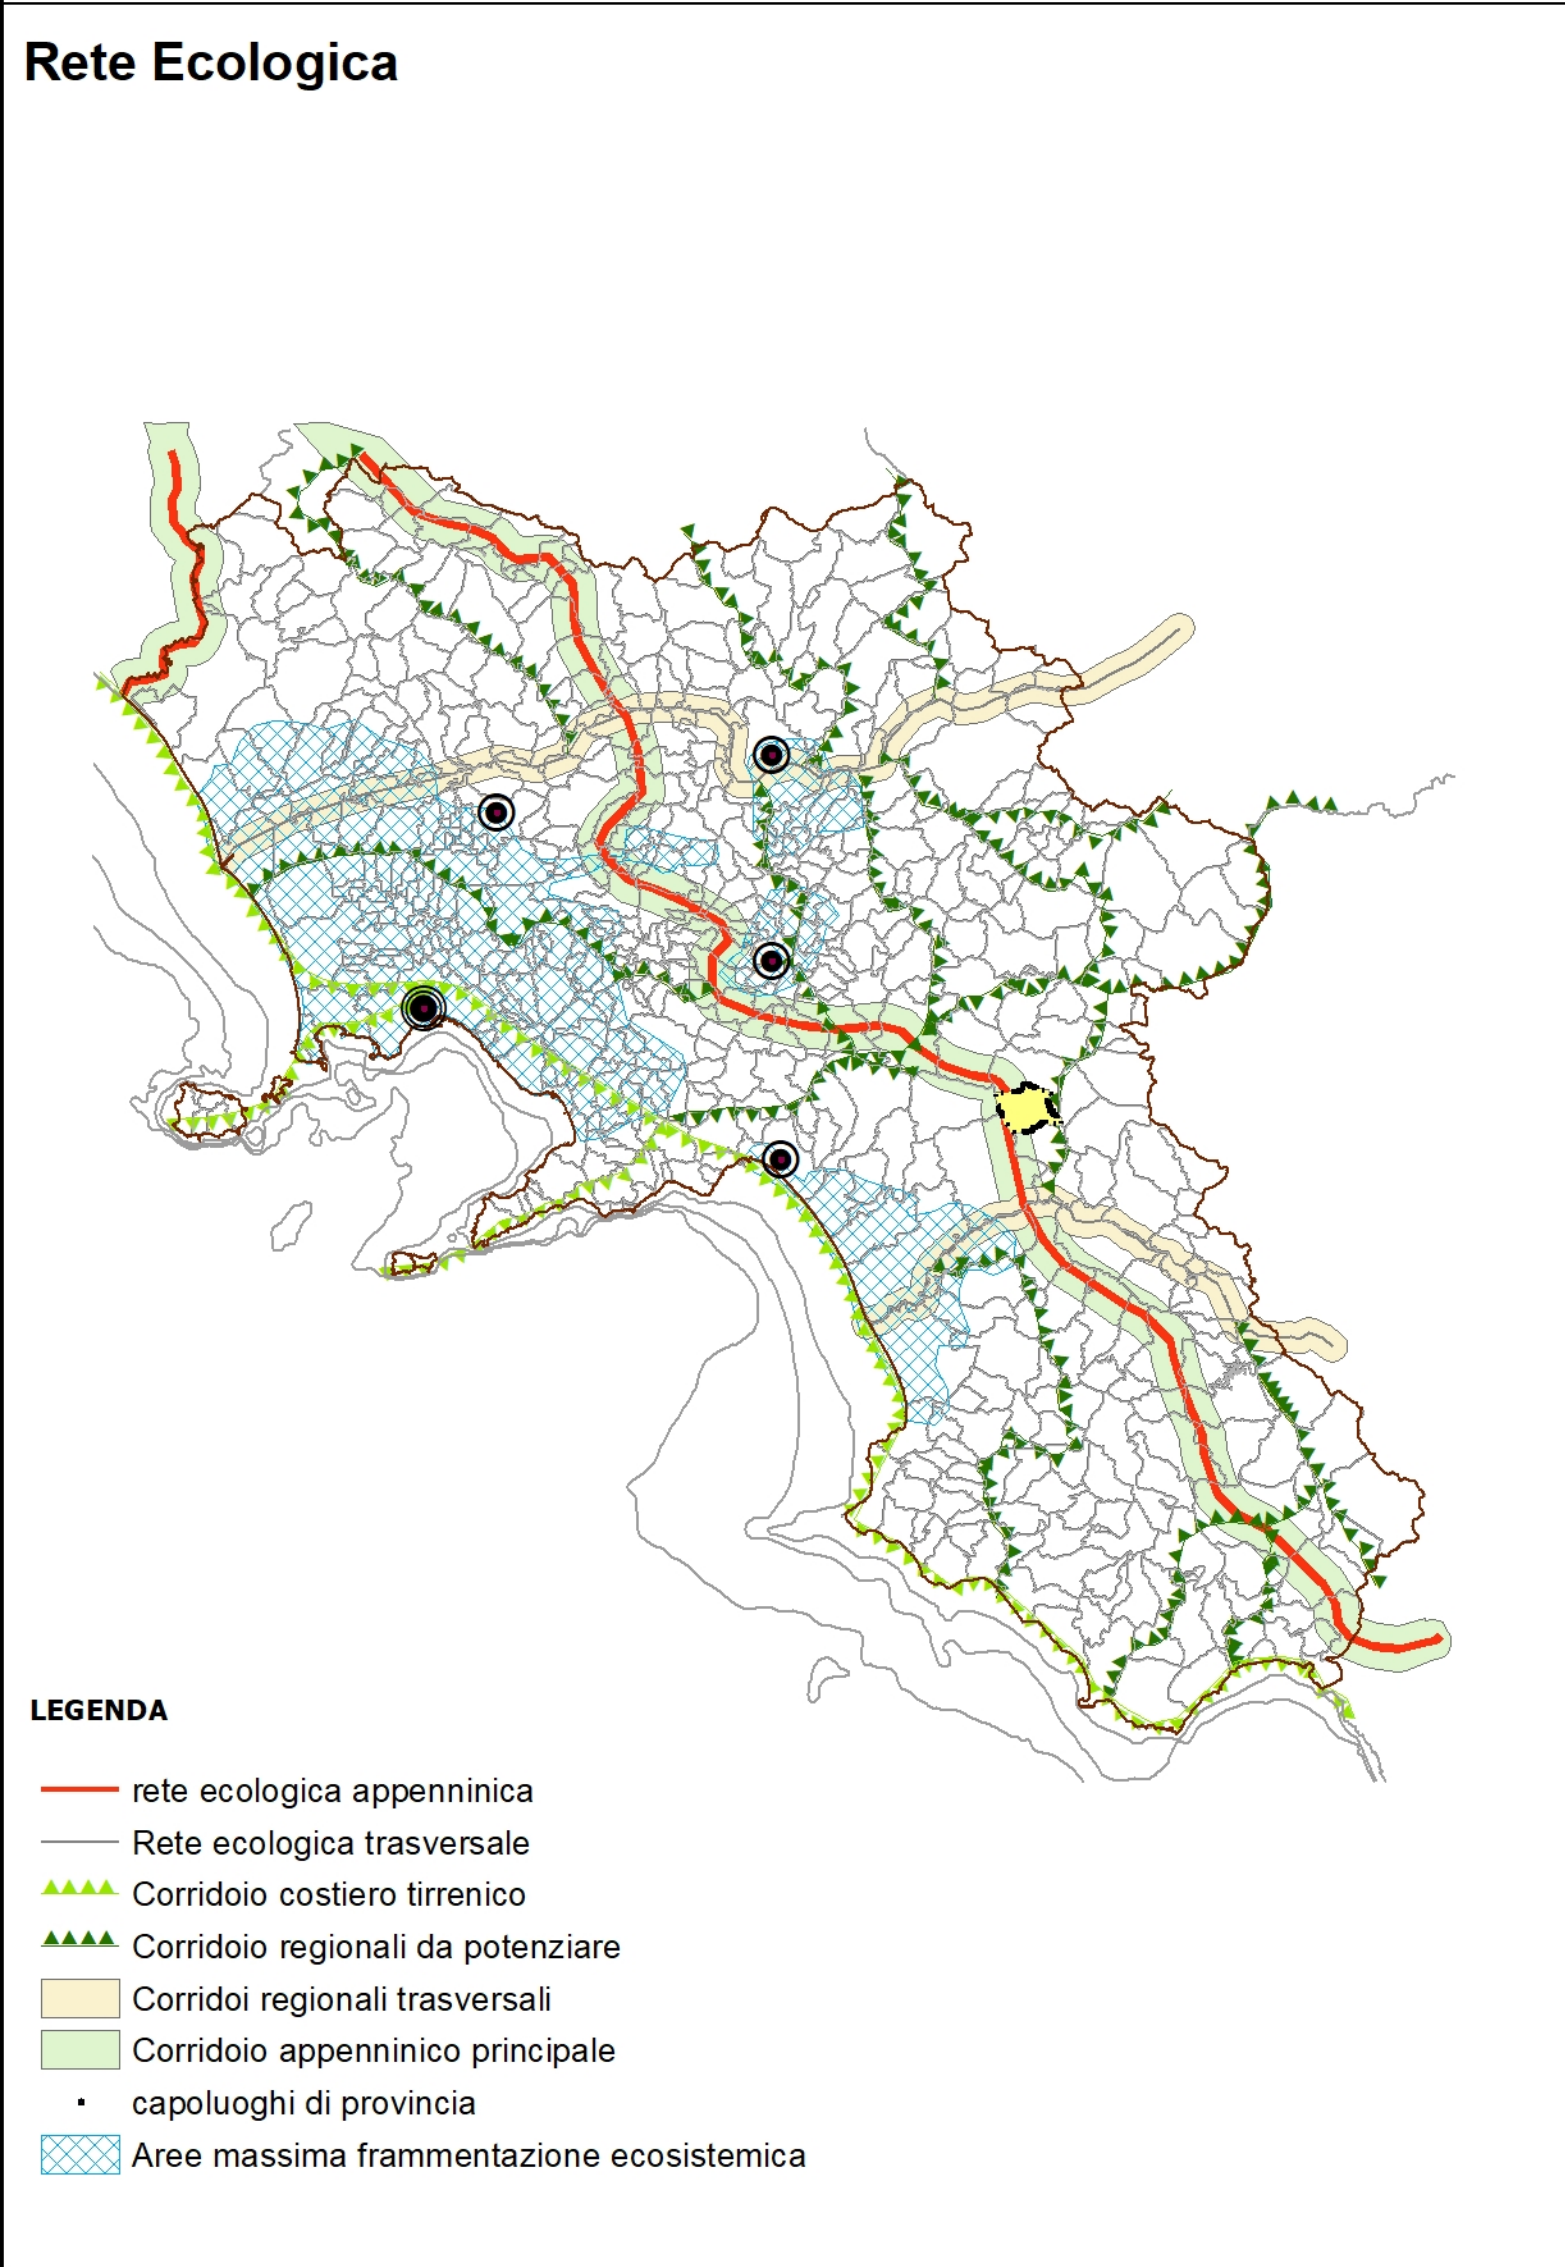 Rete Ecologica
LEGENDA
rete ecologica appenninica
Rete ecologica trasversale
Corridoio costiero tirrenico
Corridoio regionali da potenziare
Corridoi regionali trasversali
Corridoio appenninico principale
capoluoghi di provincia
Aree massima frammentazione ecosistemica